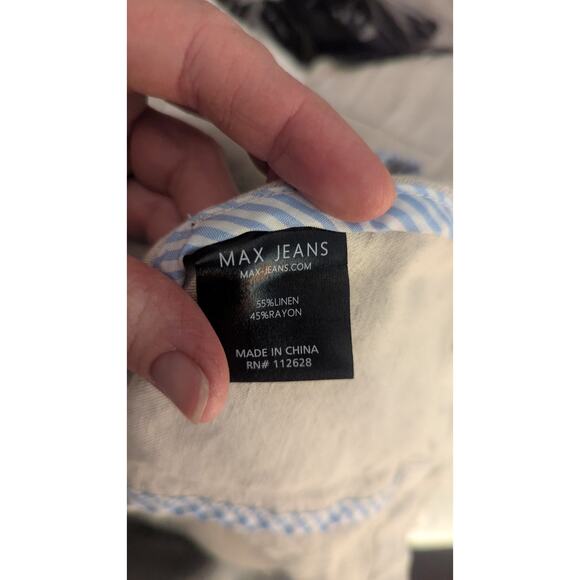 MAX JEANS
MAX-JEANS.COM
55%LINEN
45%RAYON
MADE IN CHINA
RN# 112628